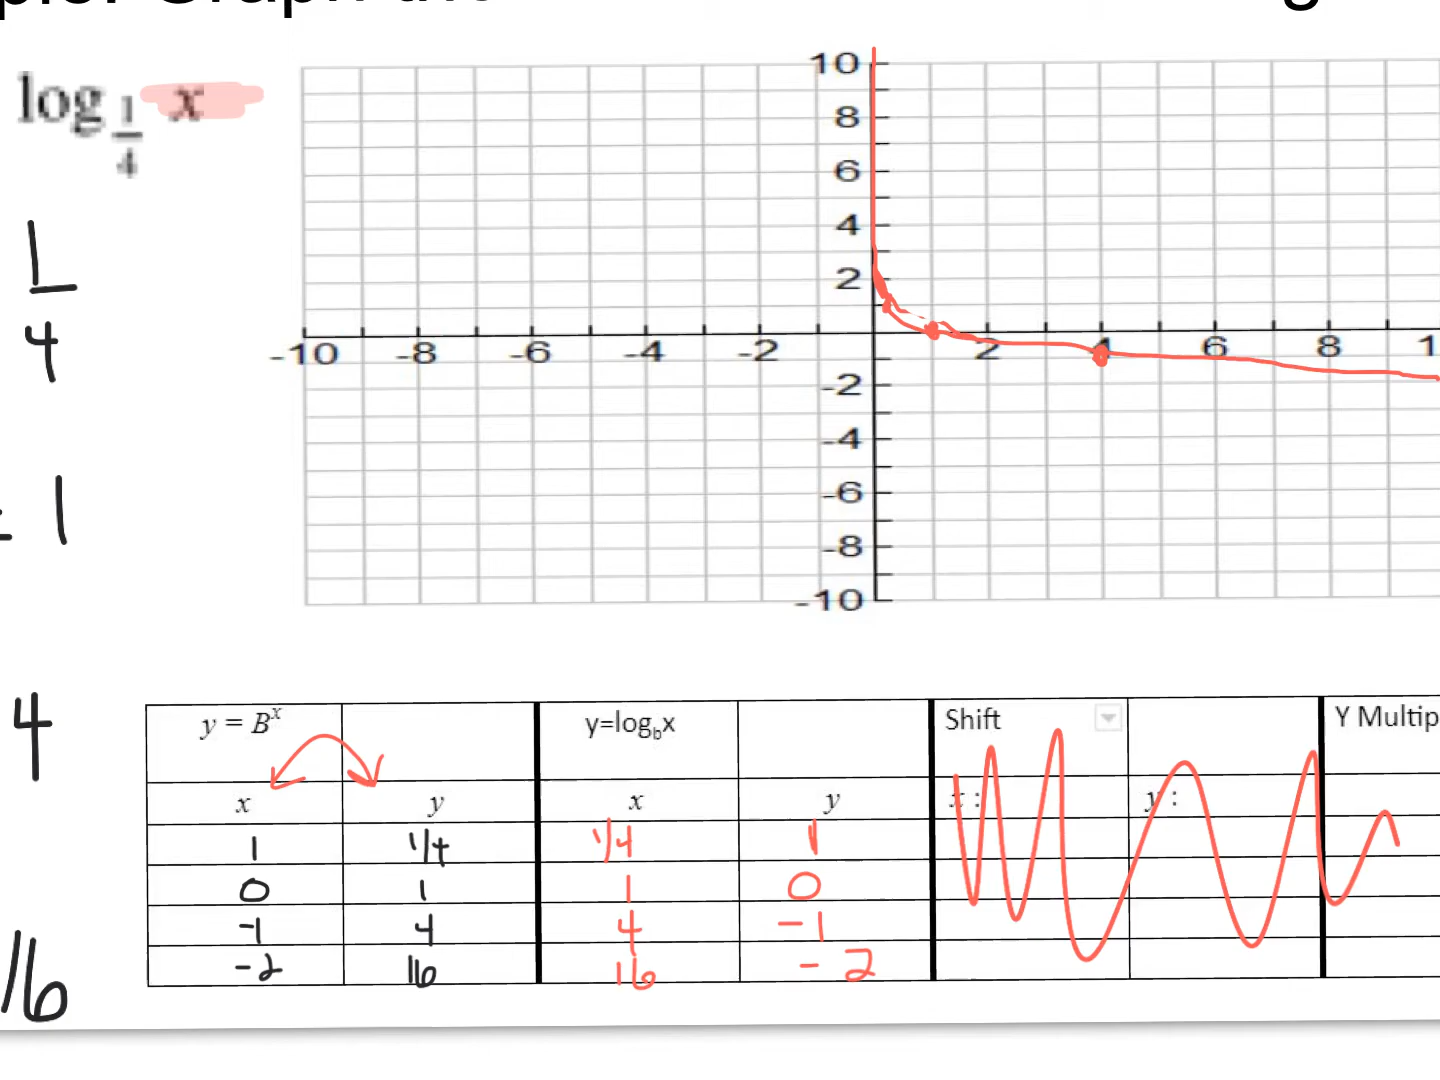 log 1/4 x
1
4
= 1
4
16
10
8
6
4
2
-10 -8 -6 -4 -2 2 4 6 8 1
-2
-4
-6
-8
-10
y = B^x y=log_b x Shift Y Multip
x y x y x : y :
1 1/4 1/4 1
0 1 1 0
-1 4 4 -1
-2 16 16 -2